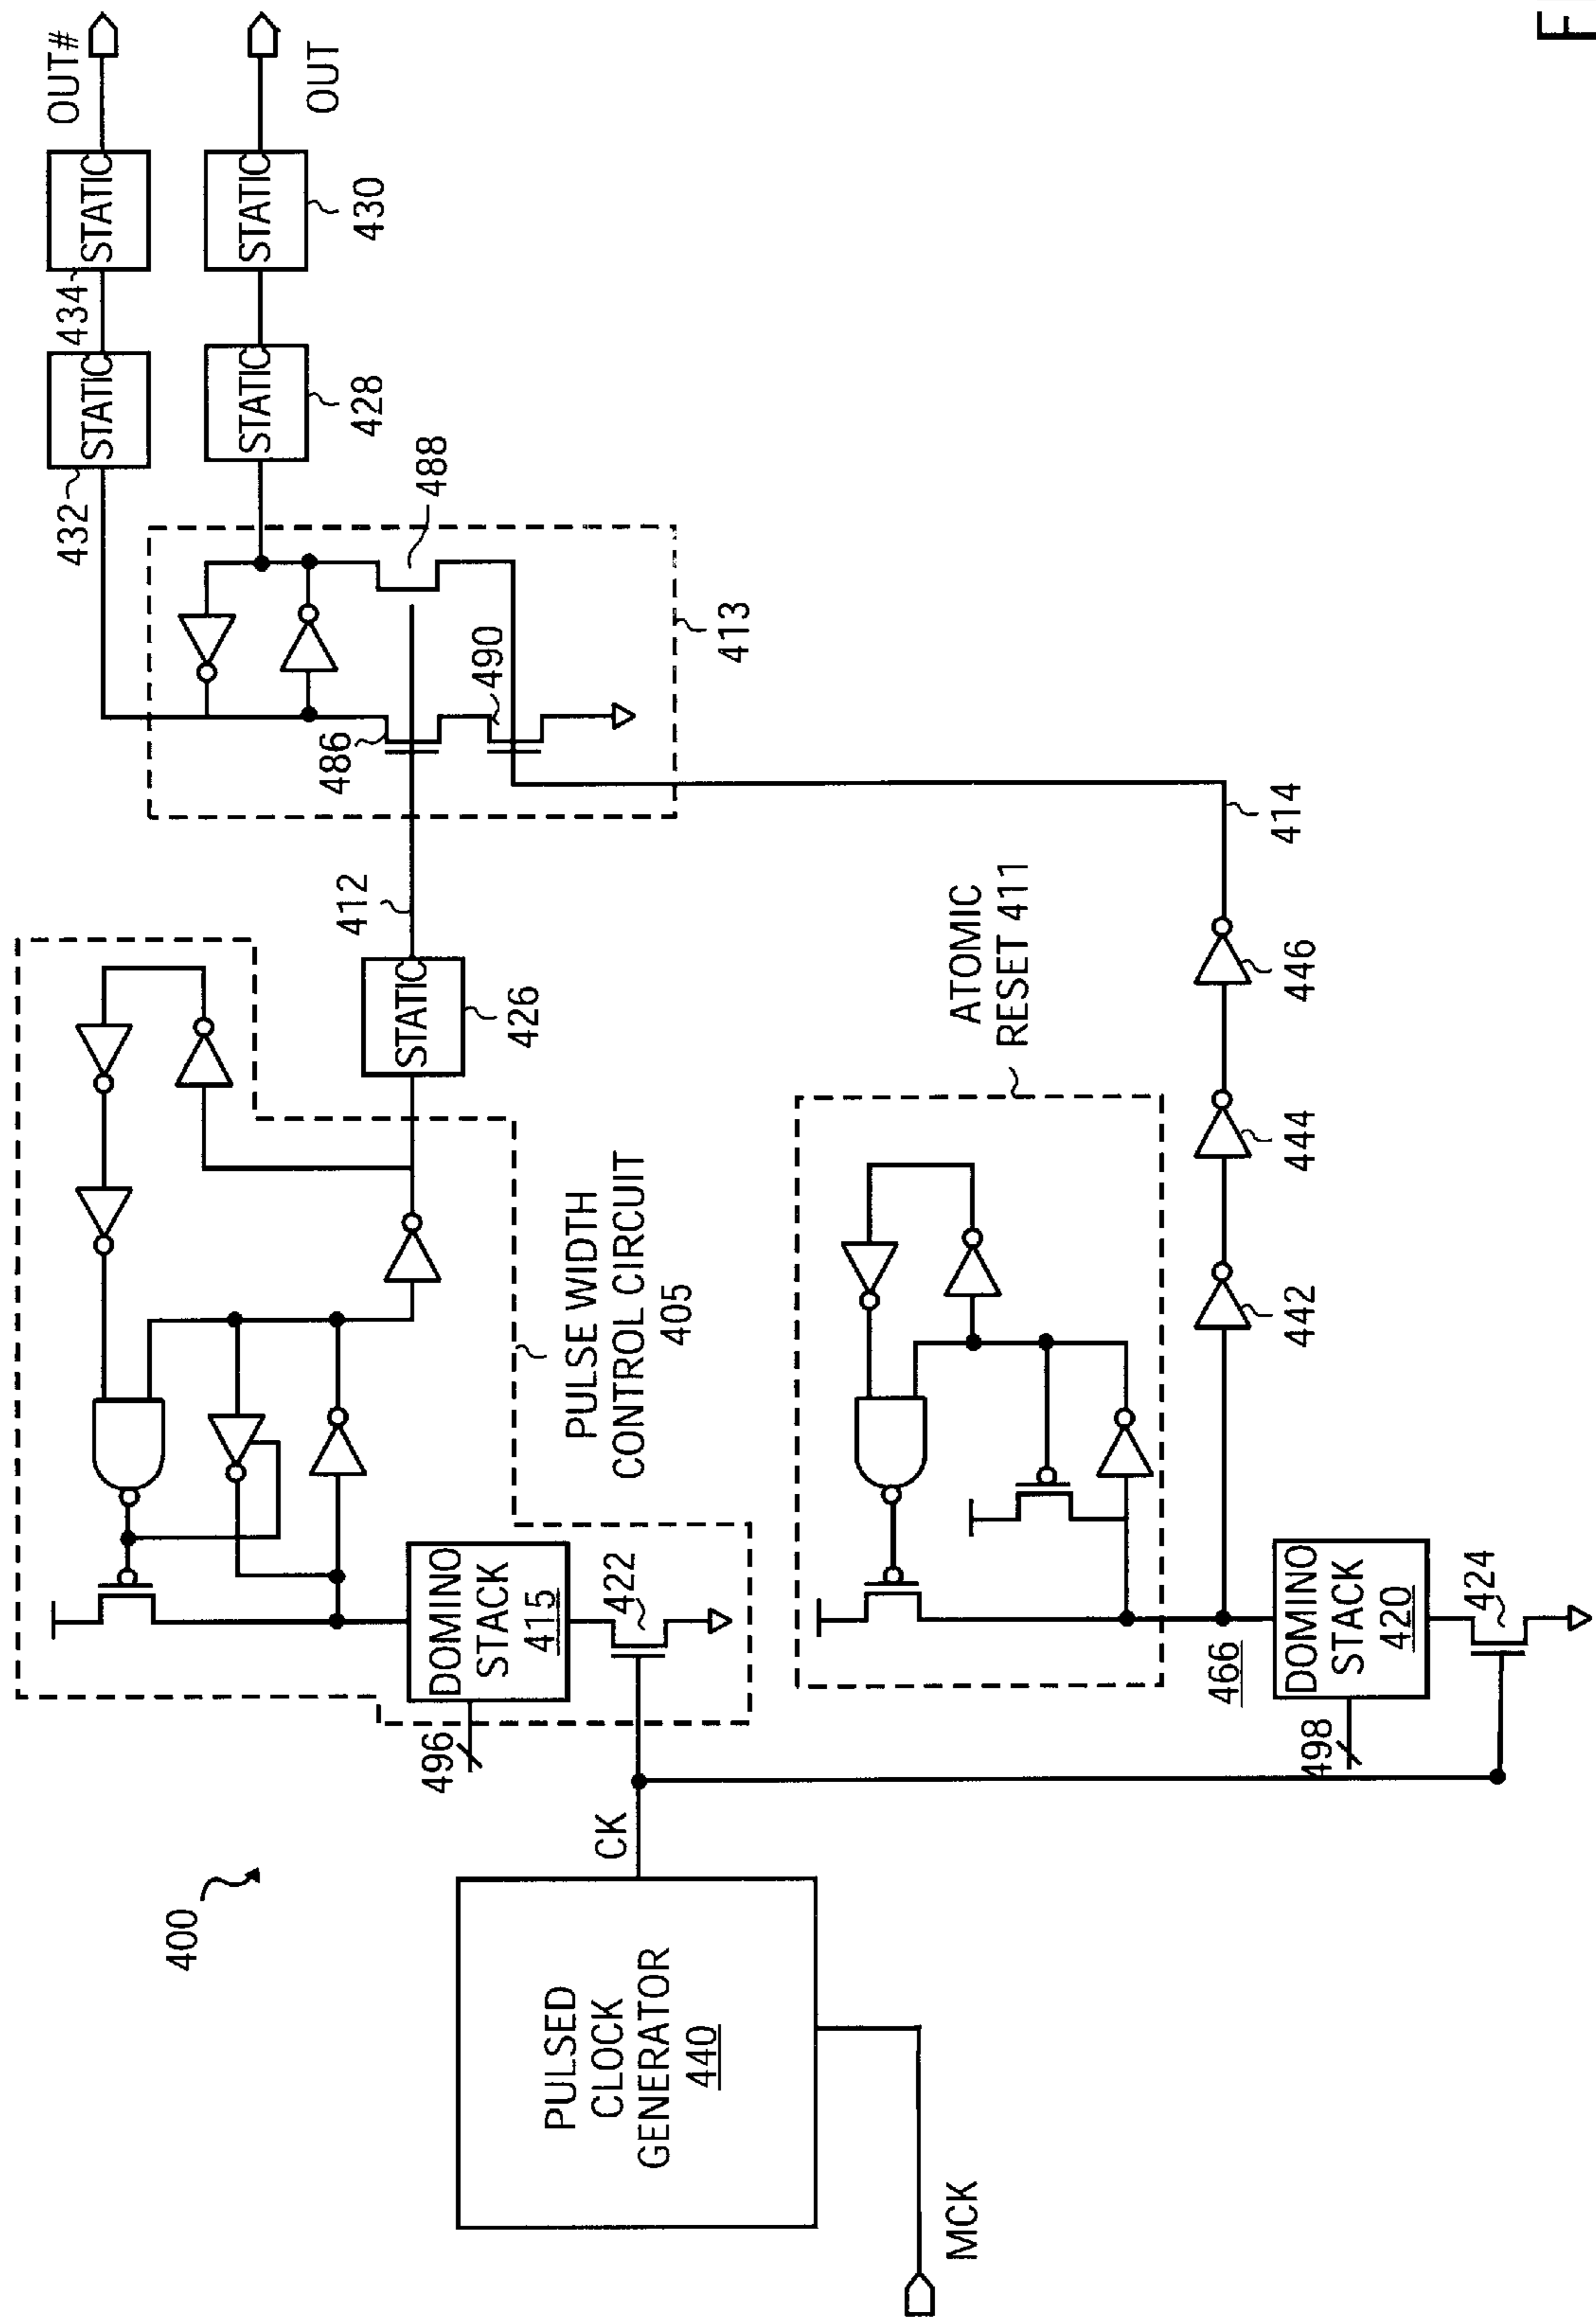 400
PULSED
CLOCK
GENERATOR
440
MCK
CK
496
DOMINO
STACK
415
422
PULSE WIDTH
CONTROL CIRCUIT
405
STATIC
426
412
486
490
488
413
432
STATIC
434
STATIC
OUT#
STATIC
428
STATIC
430
OUT
ATOMIC
RESET 411
466
498
DOMINO
STACK
420
424
442
444
446
414